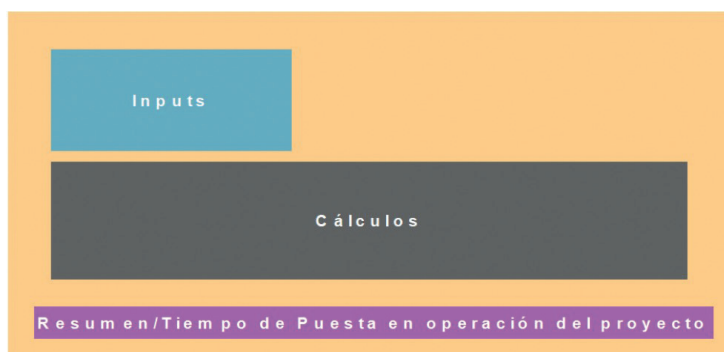 Inputs
Cálculos
Resumen/Tiempo de Puesta en operación del proyecto